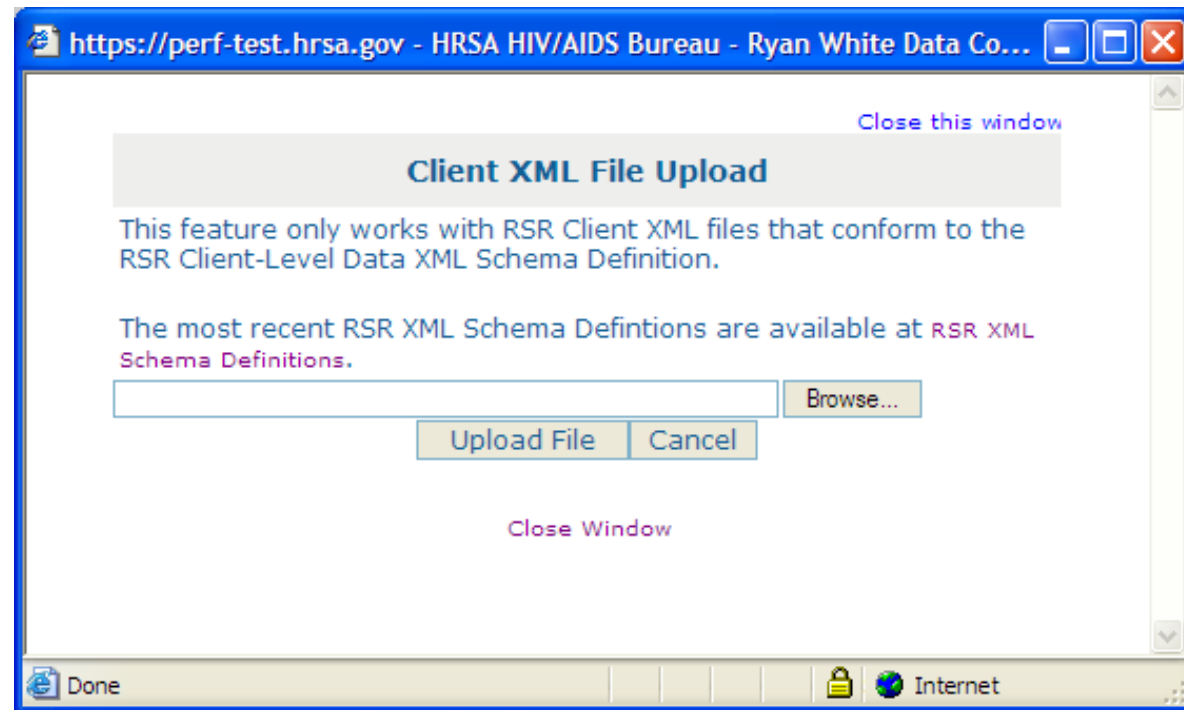 https://perf-test.hrsa.gov - HRSA HIV/AIDS Bureau - Ryan White Data Co...
Close this window
Client XML File Upload
This feature only works with RSR Client XML files that conform to the
RSR Client-Level Data XML Schema Definition.
The most recent RSR XML Schema Defintions are available at RSR XML
Schema Definitions.
Browse...
Upload File Cancel
Close Window
Done Internet